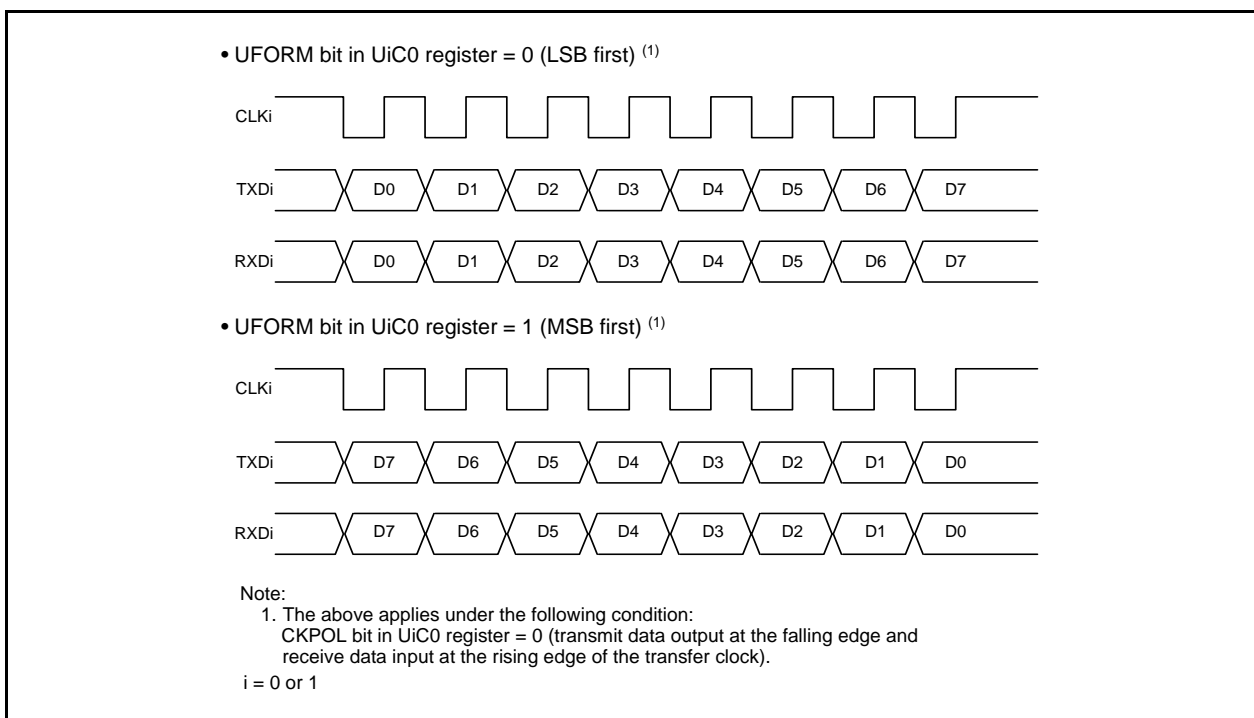 • UFORM bit in UiC0 register = 0 (LSB first) (1)
CLKi
TXDi D0 D1 D2 D3 D4 D5 D6 D7
RXDi D0 D1 D2 D3 D4 D5 D6 D7
• UFORM bit in UiC0 register = 1 (MSB first) (1)
CLKi
TXDi D7 D6 D5 D4 D3 D2 D1 D0
RXDi D7 D6 D5 D4 D3 D2 D1 D0
Note:
1. The above applies under the following condition:
CKPOL bit in UiC0 register = 0 (transmit data output at the falling edge and
receive data input at the rising edge of the transfer clock).
i = 0 or 1